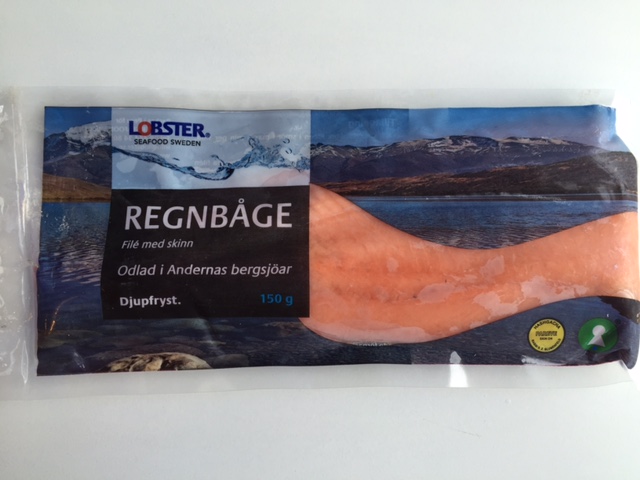 LOBSTER®
SEAFOOD SWEDEN
REGNBÅGE
Filé med skinn
Odlad i Andernas bergsjöar
Djupfryst.
150 g